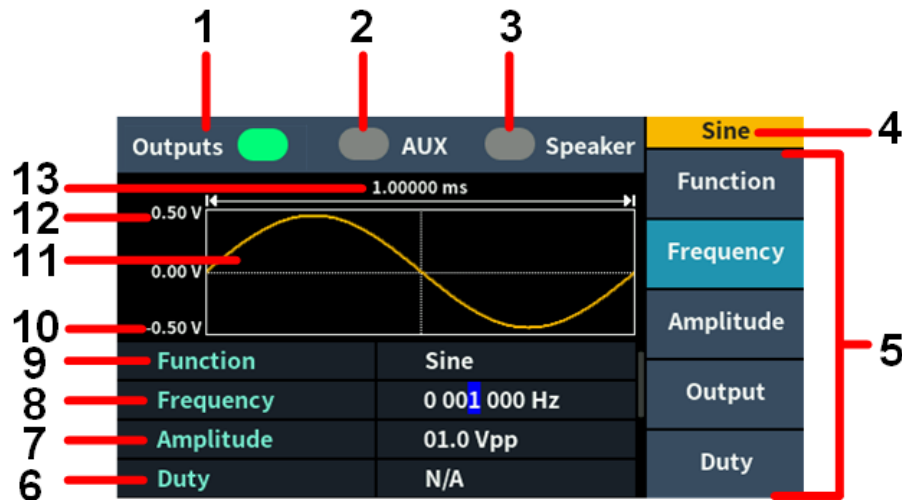 1 2 3
Outputs AUX Speaker Sine 4
13 1.00000 ms Function
12 0.50 V
11 0.00 V Frequency
10 -0.50 V Amplitude
9 Function Sine 5
8 Frequency 0 001 000 Hz Output
7 Amplitude 01.0 Vpp
6 Duty N/A Duty